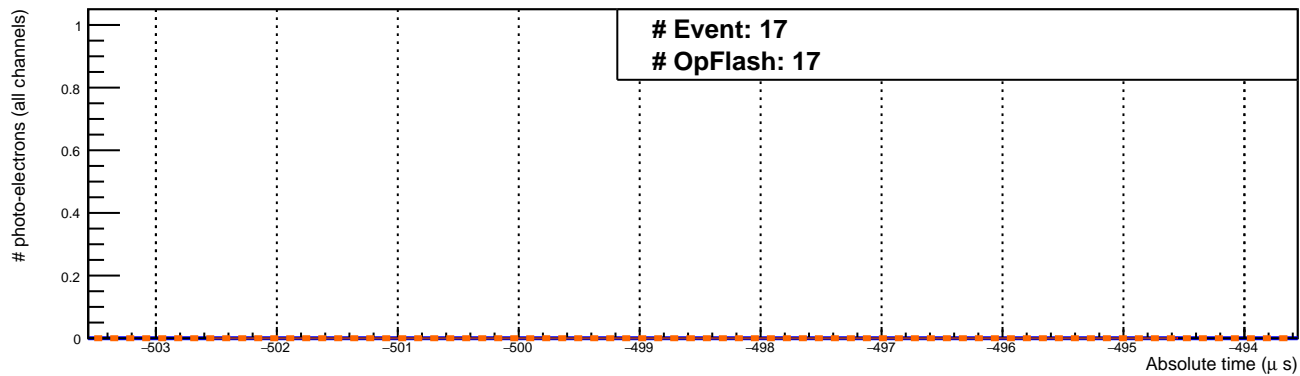 # Event: 17
# OpFlash: 17
# photo-electrons (all channels)
1
0.8
0.6
0.4
0.2
0
−503 −502 −501 −500 −499 −498 −497 −496 −495 −494
Absolute time (μ s)